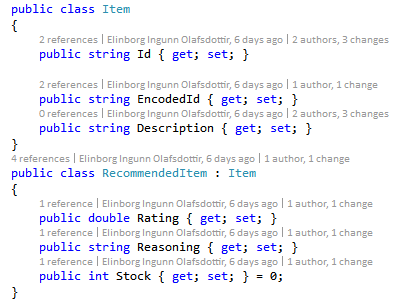 public class Item
{
2 references | Elinborg Ingunn Olafsdottir, 6 days ago | 2 authors, 3 changes
public string Id { get; set; }
2 references | Elinborg Ingunn Olafsdottir, 6 days ago | 1 author, 1 change
public string EncodedId { get; set; }
0 references | Elinborg Ingunn Olafsdottir, 6 days ago | 2 authors, 3 changes
public string Description { get; set; }
}
4 references | Elinborg Ingunn Olafsdottir, 6 days ago | 1 author, 1 change
public class RecommendedItem : Item
{
1 reference | Elinborg Ingunn Olafsdottir, 6 days ago | 1 author, 1 change
public double Rating { get; set; }
1 reference | Elinborg Ingunn Olafsdottir, 6 days ago | 1 author, 1 change
public string Reasoning { get; set; }
1 reference | Elinborg Ingunn Olafsdottir, 6 days ago | 1 author, 1 change
public int Stock { get; set; } = 0;
}